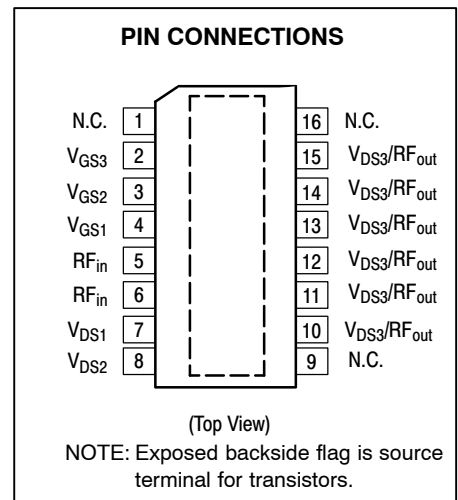 PIN CONNECTIONS
N.C. 1 16 N.C.
VGS3 2 15 VDS3/RFout
VGS2 3 14 VDS3/RFout
VGS1 4 13 VDS3/RFout
RFin 5 12 VDS3/RFout
RFin 6 11 VDS3/RFout
VDS1 7 10 VDS3/RFout
VDS2 8 9 N.C.
(Top View)
NOTE: Exposed backside flag is source
terminal for transistors.